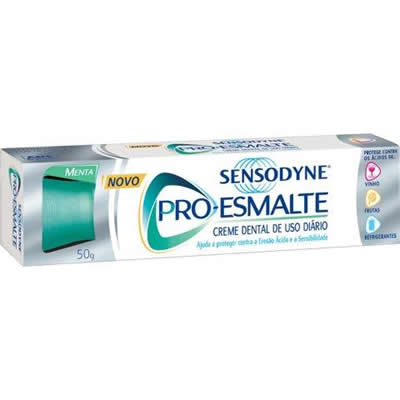 MENTA
NOVO
SENSODYNE
PRO-ESMALTE
CREME DENTAL DE USO DIÁRIO
Ajuda a proteger contra a Erosão Ácida e a Sensibilidade
50g
PROTEGE CONTRA
OS ÁCIDOS DE:
VINHO
FRUTAS
REFRIGERANTES
SENSODYNE